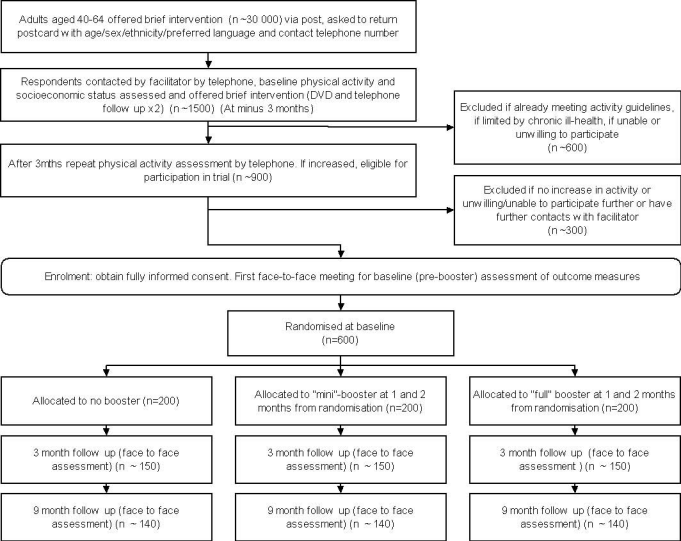 Adults aged 40-64 offered brief intervention (n ~30 000) via post, asked to return
postcard with age/sex/ethnicity/preferred language and contact telephone number
Respondents contacted by facilitator by telephone, baseline physical activity and
socioeconomic status assessed and offered brief intervention (DVD and telephone
follow up x2) (n ~1500) (At minus 3 months)
Excluded if already meeting activity guidelines,
if limited by chronic ill-health, if unable or
unwilling to participate
(n ~600)
After 3mths repeat physical activity assessment by telephone. If increased, eligible for
participation in trial (n ~900)
Excluded if no increase in activity or
unwilling/unable to participate further or have
further contacts with facilitator
(n ~300)
Enrolment: obtain fully informed consent. First face-to-face meeting for baseline (pre-booster) assessment of outcome measures
Randomised at baseline
(n=600)
Allocated to no booster (n=200)
Allocated to "mini"-booster at 1 and 2
months from randomisation (n=200)
Allocated to "full" booster at 1 and 2 months
from randomisation (n=200)
3 month follow up (face to face
assessment) (n ~ 150)
3 month follow up (face to face
assessment) (n ~ 150)
3 month follow up (face to face
assessment ) (n ~ 150)
9 month follow up (face to face
assessment) (n ~ 140)
9 month follow up (face to face
assessment) (n ~ 140)
9 month follow up (face to face
assessment) (n ~ 140)